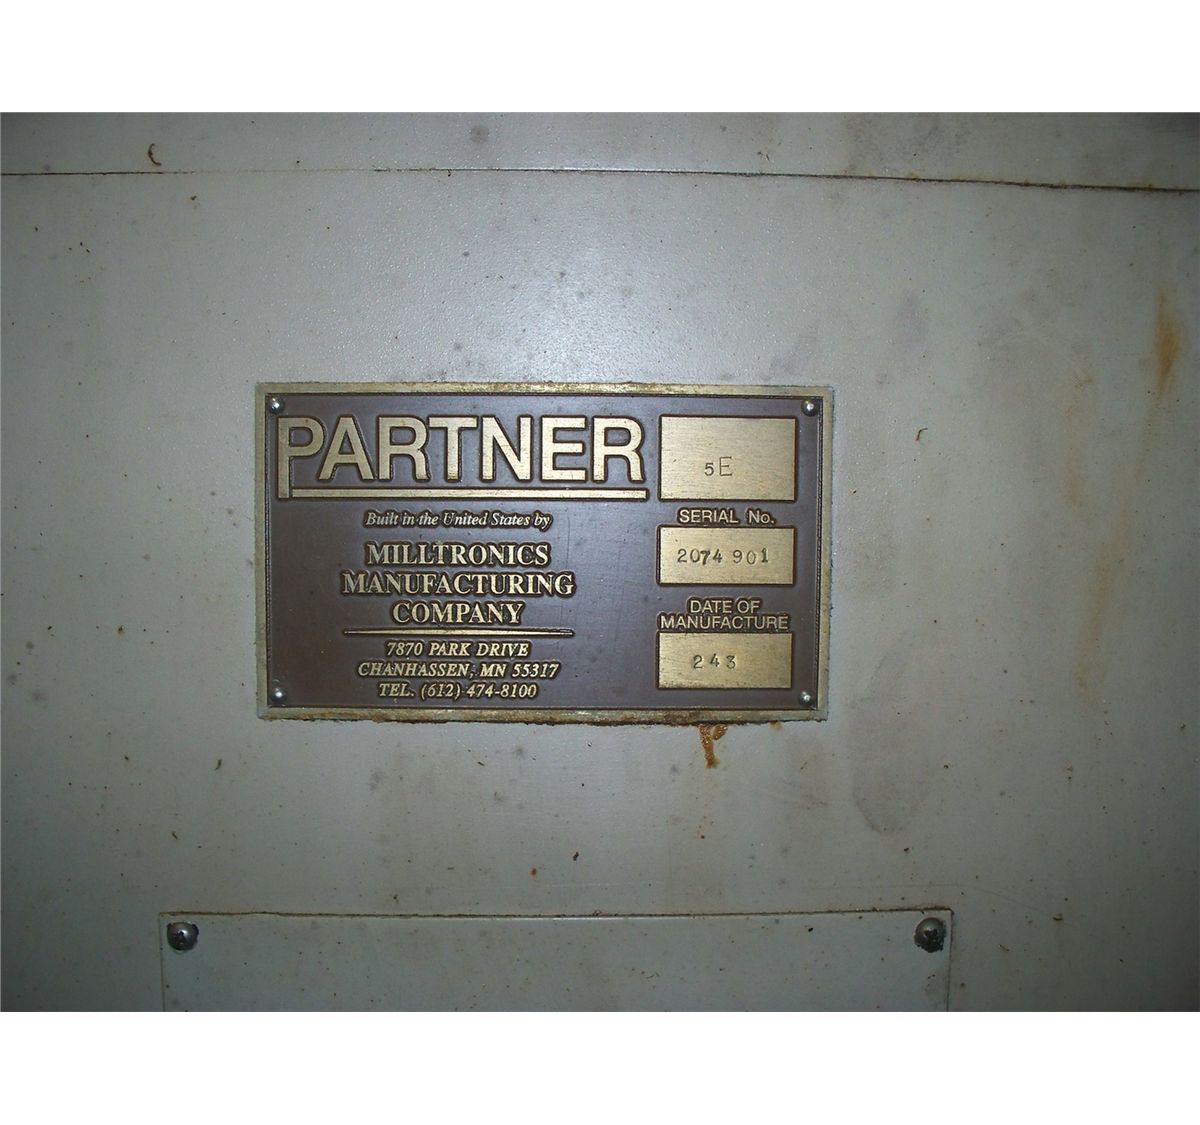 PARTNER
5E
Built in the United States by
MILLTRONICS
MANUFACTURING
COMPANY
7870 PARK DRIVE
CHANHASSEN, MN 55317
TEL. (612) 474-8100
SERIAL No.
2074 901
DATE OF
MANUFACTURE
243